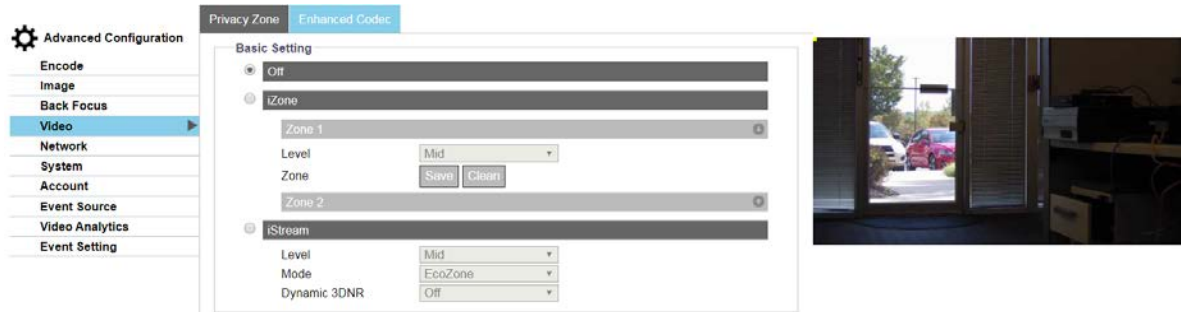 Privacy Zone Enhanced Codec
Advanced Configuration
Encode
Image
Back Focus
Video
Network
System
Account
Event Source
Video Analytics
Event Setting
Basic Setting
Off
iZone
Zone 1
Level Mid
Zone Save Clean
Zone 2
iStream
Level Mid
Mode EcoZone
Dynamic 3DNR Off